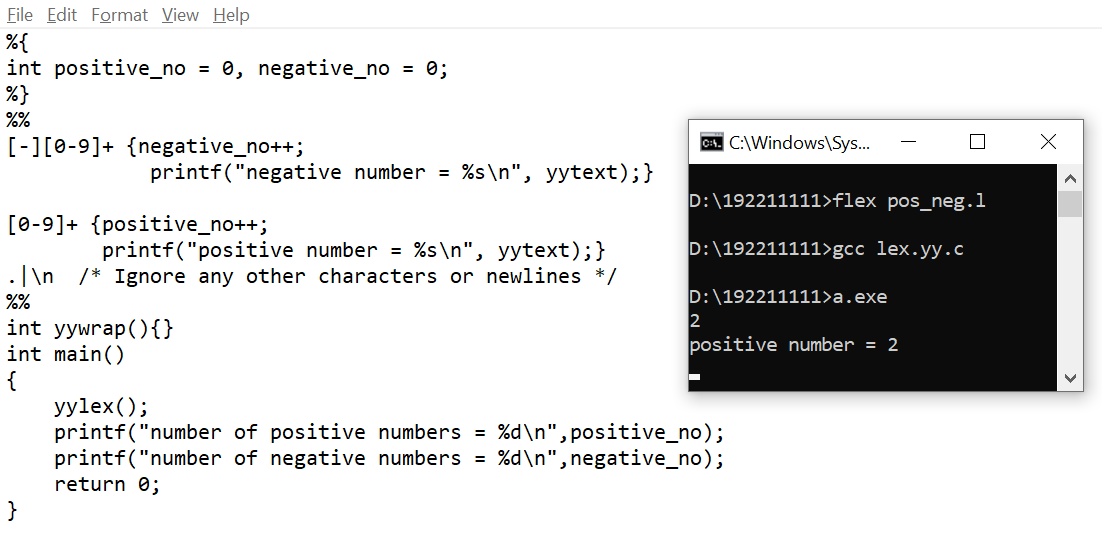 File Edit Format View Help
%{
int positive_no = 0, negative_no = 0;
%}
%%
[-][0-9]+ {negative_no++;
            printf("negative number = %s\n", yytext);}

[0-9]+ {positive_no++;
        printf("positive number = %s\n", yytext);}
.|\n  /* Ignore any other characters or newlines */
%%
int yywrap(){}
int main()
{
    yylex();
    printf("number of positive numbers = %d\n",positive_no);
    printf("number of negative numbers = %d\n",negative_no);
    return 0;
}
C:\Windows\Sys...
D:\192211111>flex pos_neg.l
D:\192211111>gcc lex.yy.c
D:\192211111>a.exe
2
positive number = 2